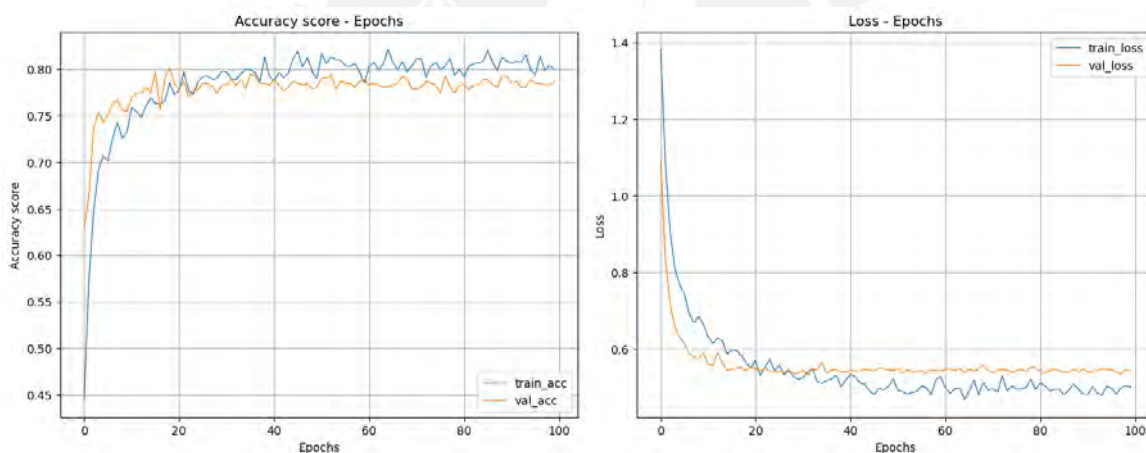 Accuracy score - Epochs
Accuracy score
0.80
0.75
0.70
0.65
0.60
0.55
0.50
0.45
0
20
40
60
80
100
Epochs
train_acc
val_acc
Loss - Epochs
Loss
1.4
1.2
1.0
0.8
0.6
0
20
40
60
80
100
Epochs
train_loss
val_loss